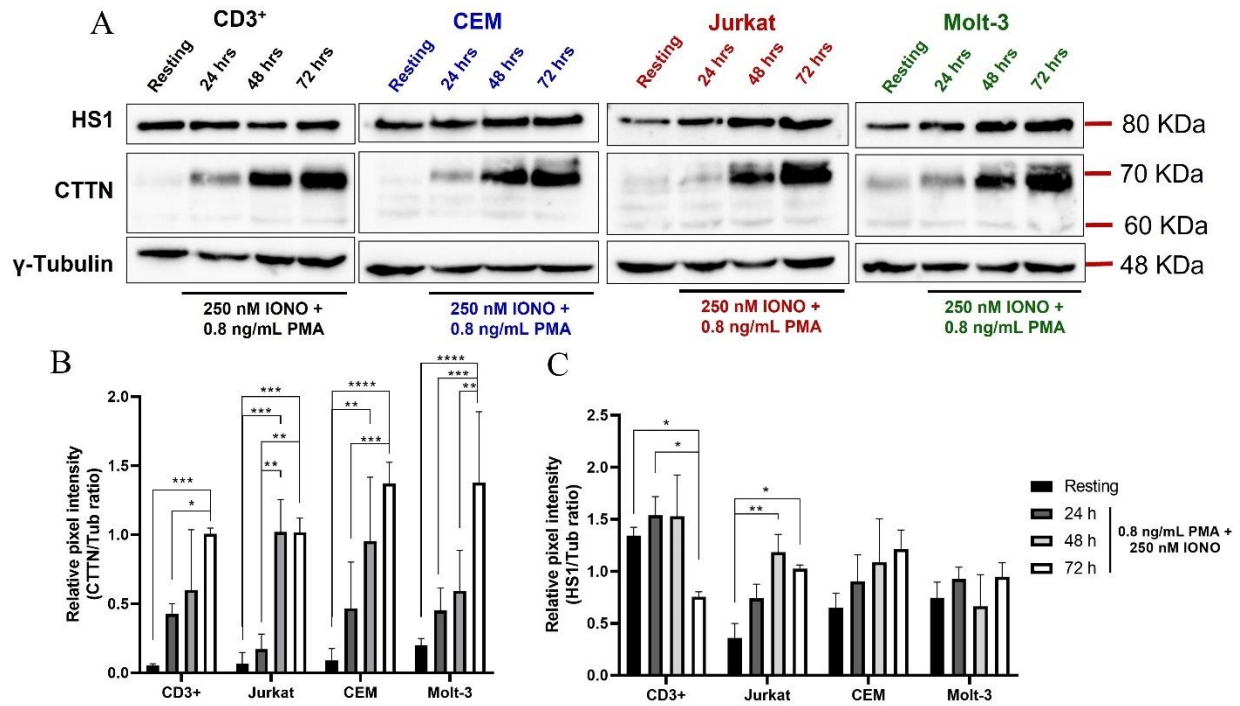 A
CD3+
CEM
Jurkat
Molt-3
Resting 24 hrs 48 hrs 72 hrs
Resting 24 hrs 48 hrs 72 hrs
Resting 24 hrs 48 hrs 72 hrs
Resting 24 hrs 48 hrs 72 hrs
HS1
80 KDa
CTTN
70 KDa
60 KDa
γ-Tubulin
48 KDa
250 nM IONO +
0.8 ng/mL PMA
250 nM IONO +
0.8 ng/mL PMA
250 nM IONO +
0.8 ng/mL PMA
250 nM IONO +
0.8 ng/mL PMA
B
Relative pixel intensity
(CTTN/Tub ratio)
2.0
1.5
1.0
0.5
0.0
***
*
***
***
**
**
****
**
***
****
***
**
CD3+ Jurkat CEM Molt-3
C
Relative pixel intensity
(HS1/Tub ratio)
2.5
2.0
1.5
1.0
0.5
0.0
*
*
*
**
CD3+ Jurkat CEM Molt-3
Resting
24 h
48 h
72 h
0.8 ng/mL PMA +
250 nM IONO